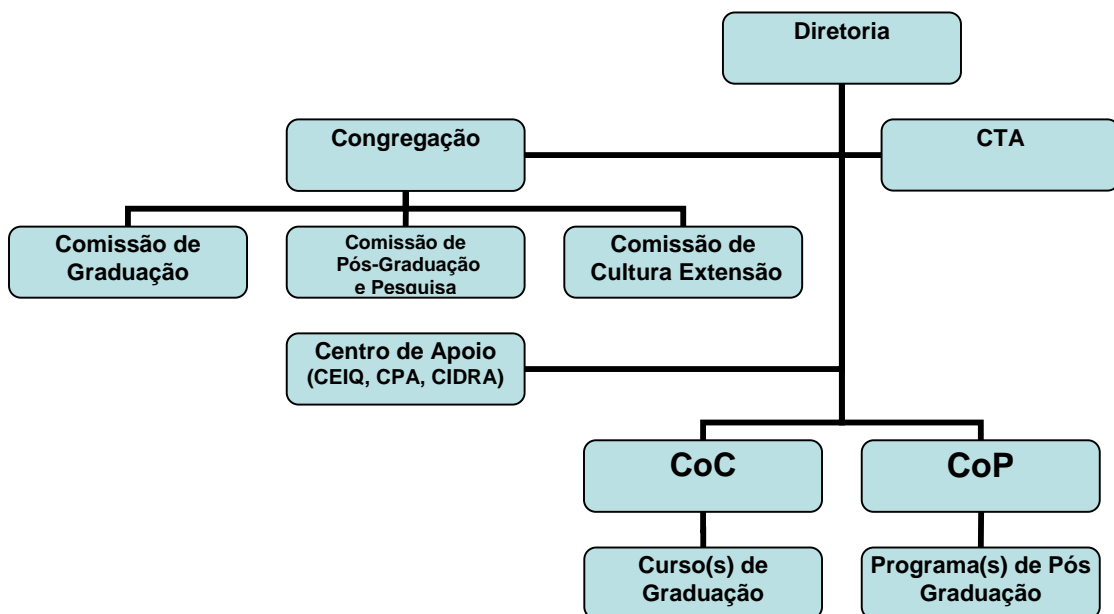 Diretoria
Congregação
CTA
Comissão de
Graduação
Comissão de
Pós-Graduação
e Pesquisa
Comissão de
Cultura Extensão
Centro de Apoio
(CEIQ, CPA, CIDRA)
CoC
CoP
Curso(s) de
Graduação
Programa(s) de Pós
Graduação